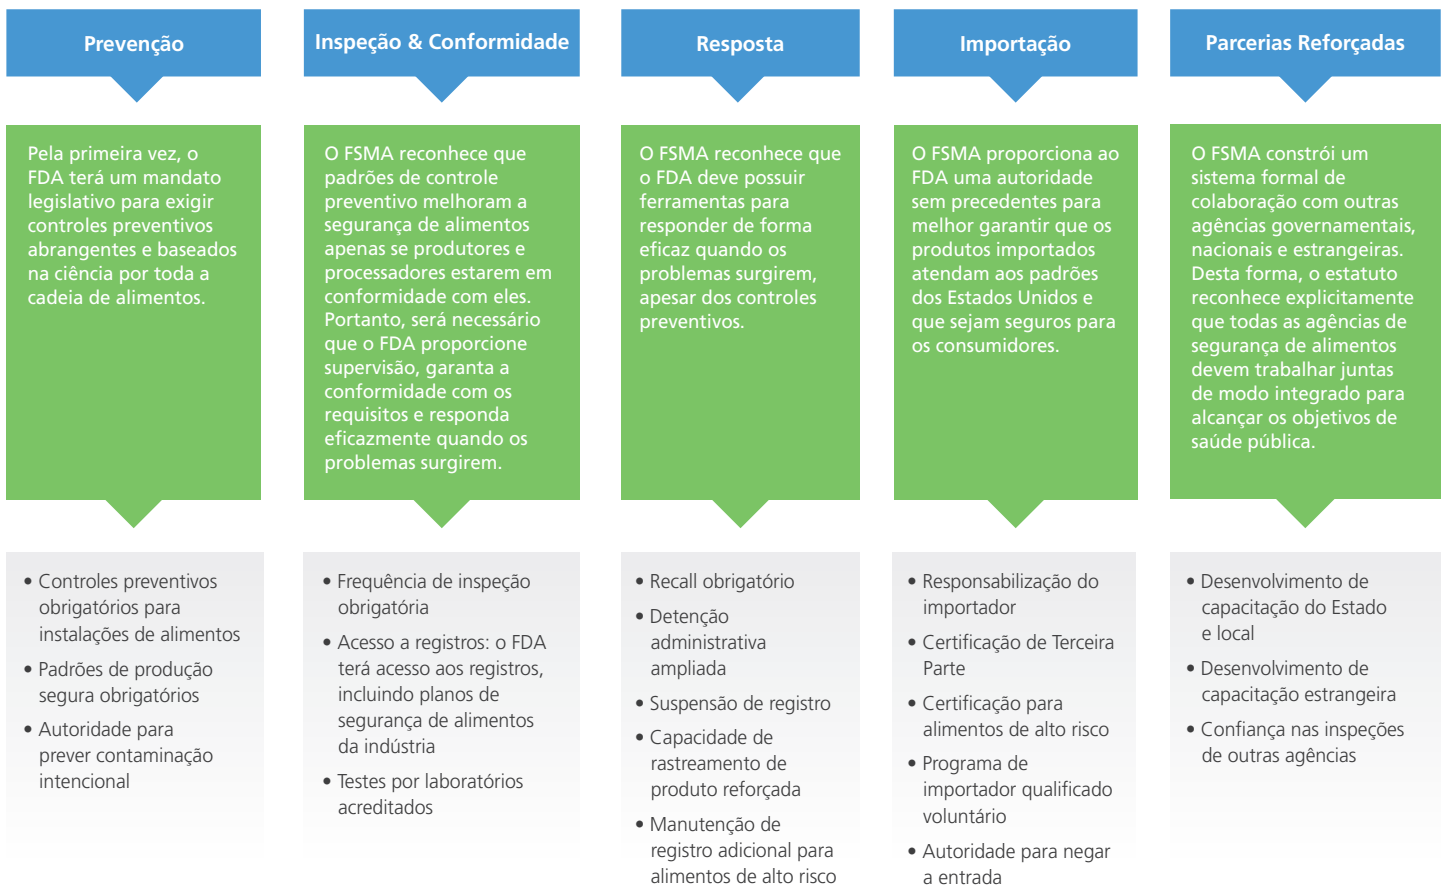 Prevenção
Pela primeira vez, o
FDA terá um mandato
legislativo para exigir
controles preventivos
abrangentes e baseados
na ciência por toda a
cadeia de alimentos.
• Controles preventivos
obrigatórios para
instalações de alimentos
• Padrões de produção
segura obrigatórios
• Autoridade para
prever contaminação
intencional
Inspeção & Conformidade
O FSMA reconhece que
padrões de controle
preventivo melhoram a
segurança de alimentos
apenas se produtores e
processadores estarem em
conformidade com eles.
Portanto, será necessário
que o FDA proporcione
supervisão, garanta a
conformidade com os
requisitos e responda
eficazmente quando os
problemas surgirem.
• Frequência de inspeção
obrigatória
• Acesso a registros: o FDA
terá acesso aos registros,
incluindo planos de
segurança de alimentos
da indústria
• Testes por laboratórios
acreditados
Resposta
O FSMA reconhece que
o FDA deve possuir
ferramentas para
responder de forma
eficaz quando os
problemas surgirem,
apesar dos controles
preventivos.
• Recall obrigatório
• Detenção
administrativa
ampliada
• Suspensão de registro
• Capacidade de
rastreamento de
produto reforçada
• Manutenção de
registro adicional para
alimentos de alto risco
Importação
O FSMA proporciona ao
FDA uma autoridade
sem precedentes para
melhor garantir que os
produtos importados
atendam aos padrões
dos Estados Unidos e
que sejam seguros para
os consumidores.
• Responsabilização do
importador
• Certificação de Terceira
Parte
• Certificação para
alimentos de alto risco
• Programa de
importador qualificado
voluntário
• Autoridade para negar
a entrada
Parcerias Reforçadas
O FSMA constrói um
sistema formal de
colaboração com outras
agências governamentais,
nacionais e estrangeiras.
Desta forma, o estatuto
reconhece explicitamente
que todas as agências de
segurança de alimentos
devem trabalhar juntas
de modo integrado para
alcançar os objetivos de
saúde pública.
• Desenvolvimento de
capacitação do Estado
e local
• Desenvolvimento de
capacitação estrangeira
• Confiança nas inspeções
de outras agências